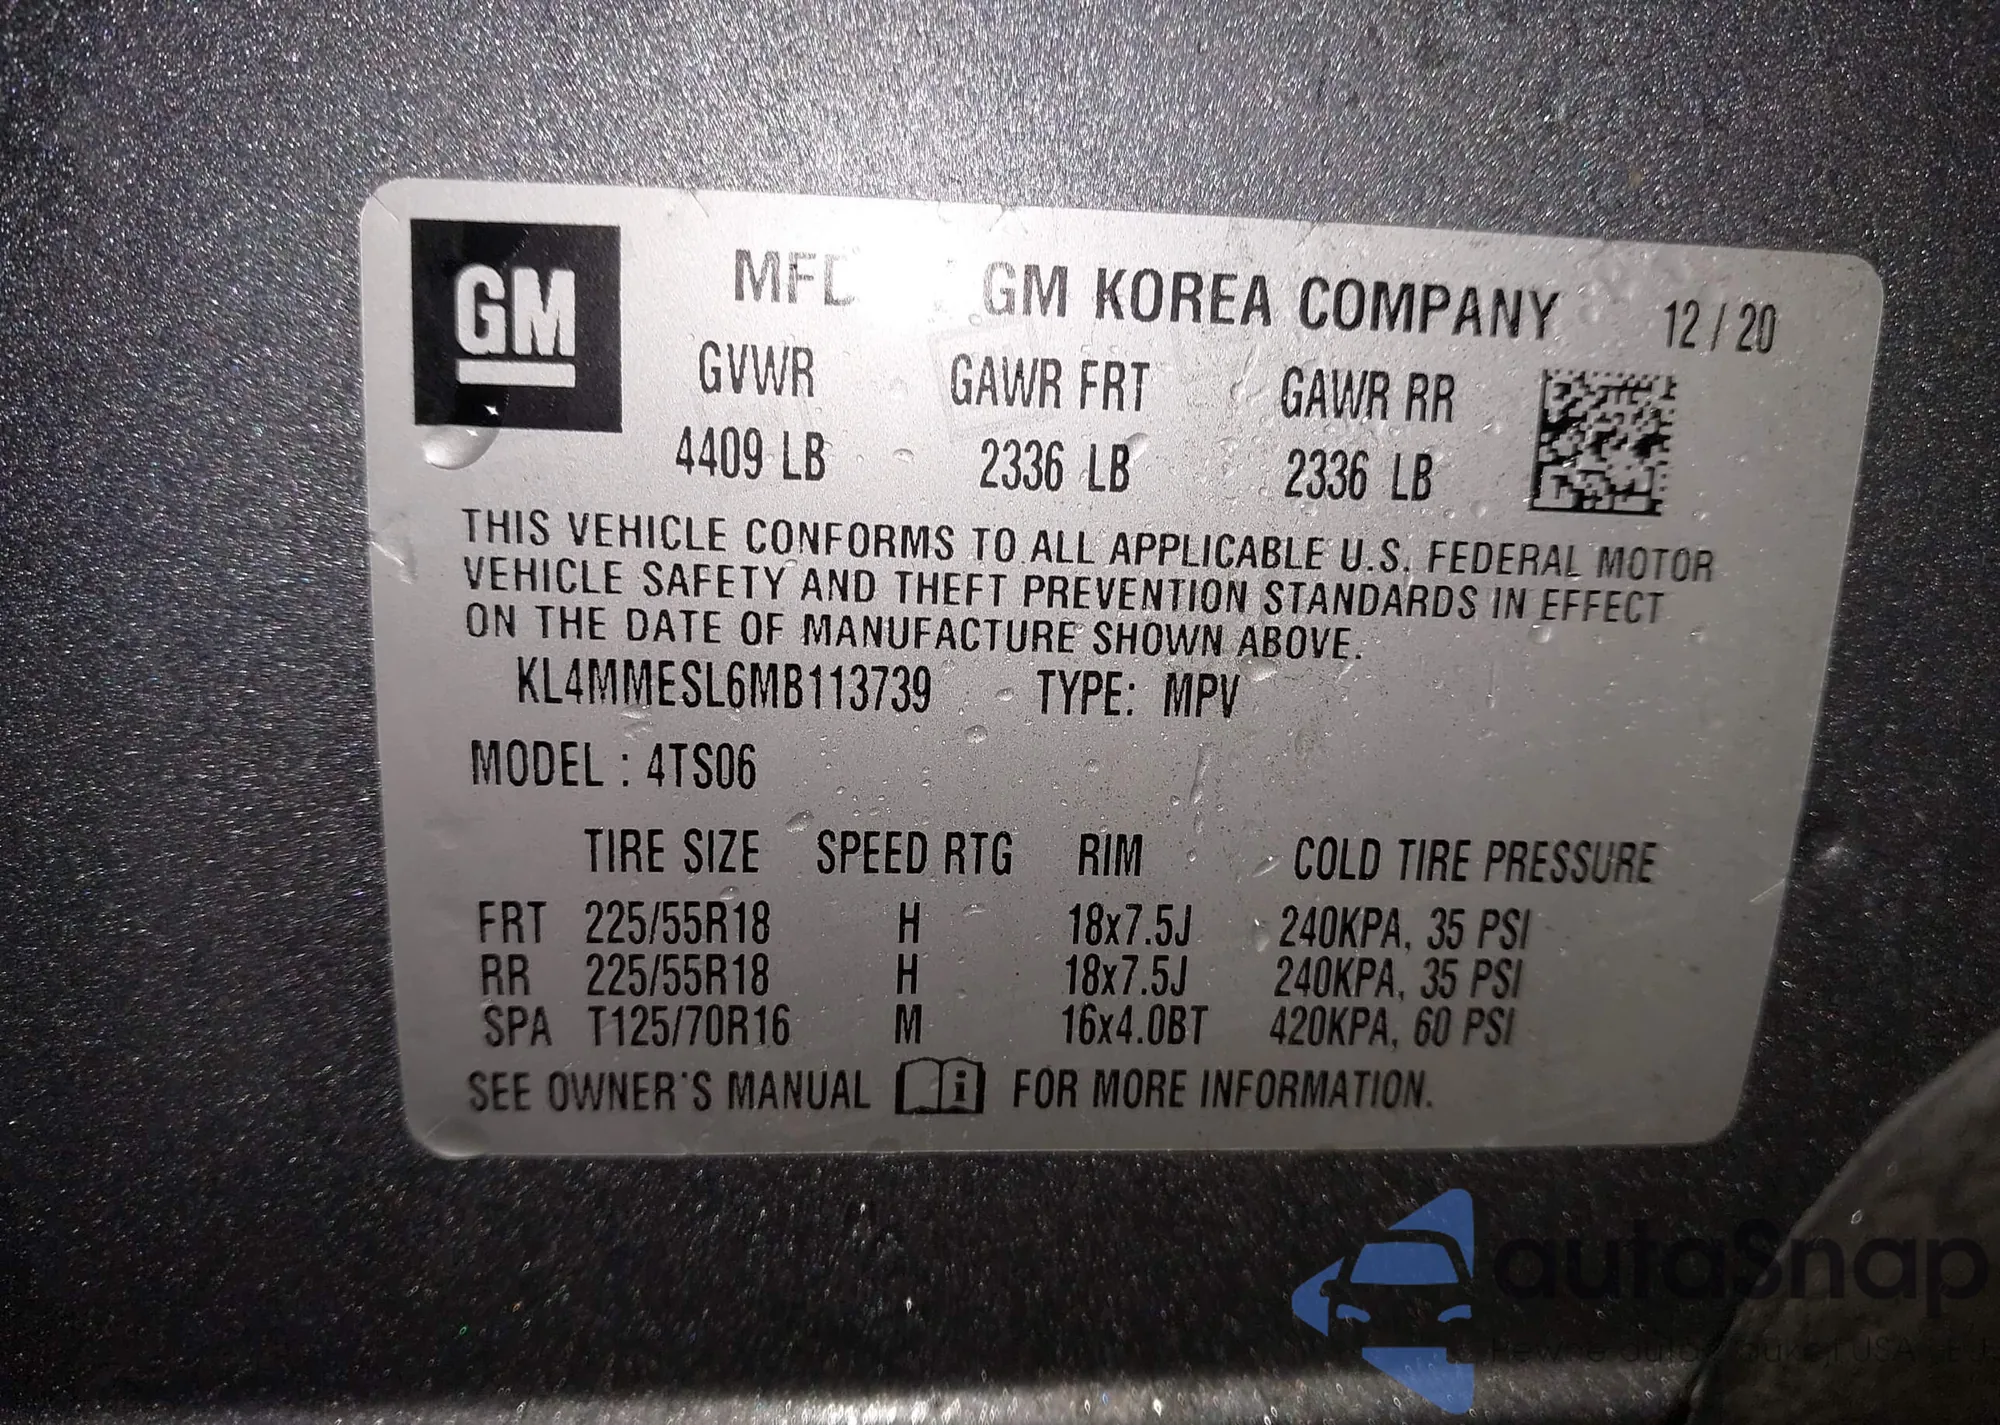 GM
MFD GM KOREA COMPANY 12/20
GVWR GAWR FRT GAWR RR
4409 LB 2336 LB 2336 LB
THIS VEHICLE CONFORMS TO ALL APPLICABLE U.S. FEDERAL MOTOR
VEHICLE SAFETY AND THEFT PREVENTION STANDARDS IN EFFECT
ON THE DATE OF MANUFACTURE SHOWN ABOVE.
KL4MMESL6MB113739 TYPE: MPV
MODEL : 4TS06
TIRE SIZE SPEED RTG RIM COLD TIRE PRESSURE
FRT 225/55R18 H 18x7.5J 240KPA, 35 PSI
RR 225/55R18 H 18x7.5J 240KPA, 35 PSI
SPA T125/70R16 M 16x4.0BT 420KPA, 60 PSI
SEE OWNER'S MANUAL i FOR MORE INFORMATION.
autaSnap